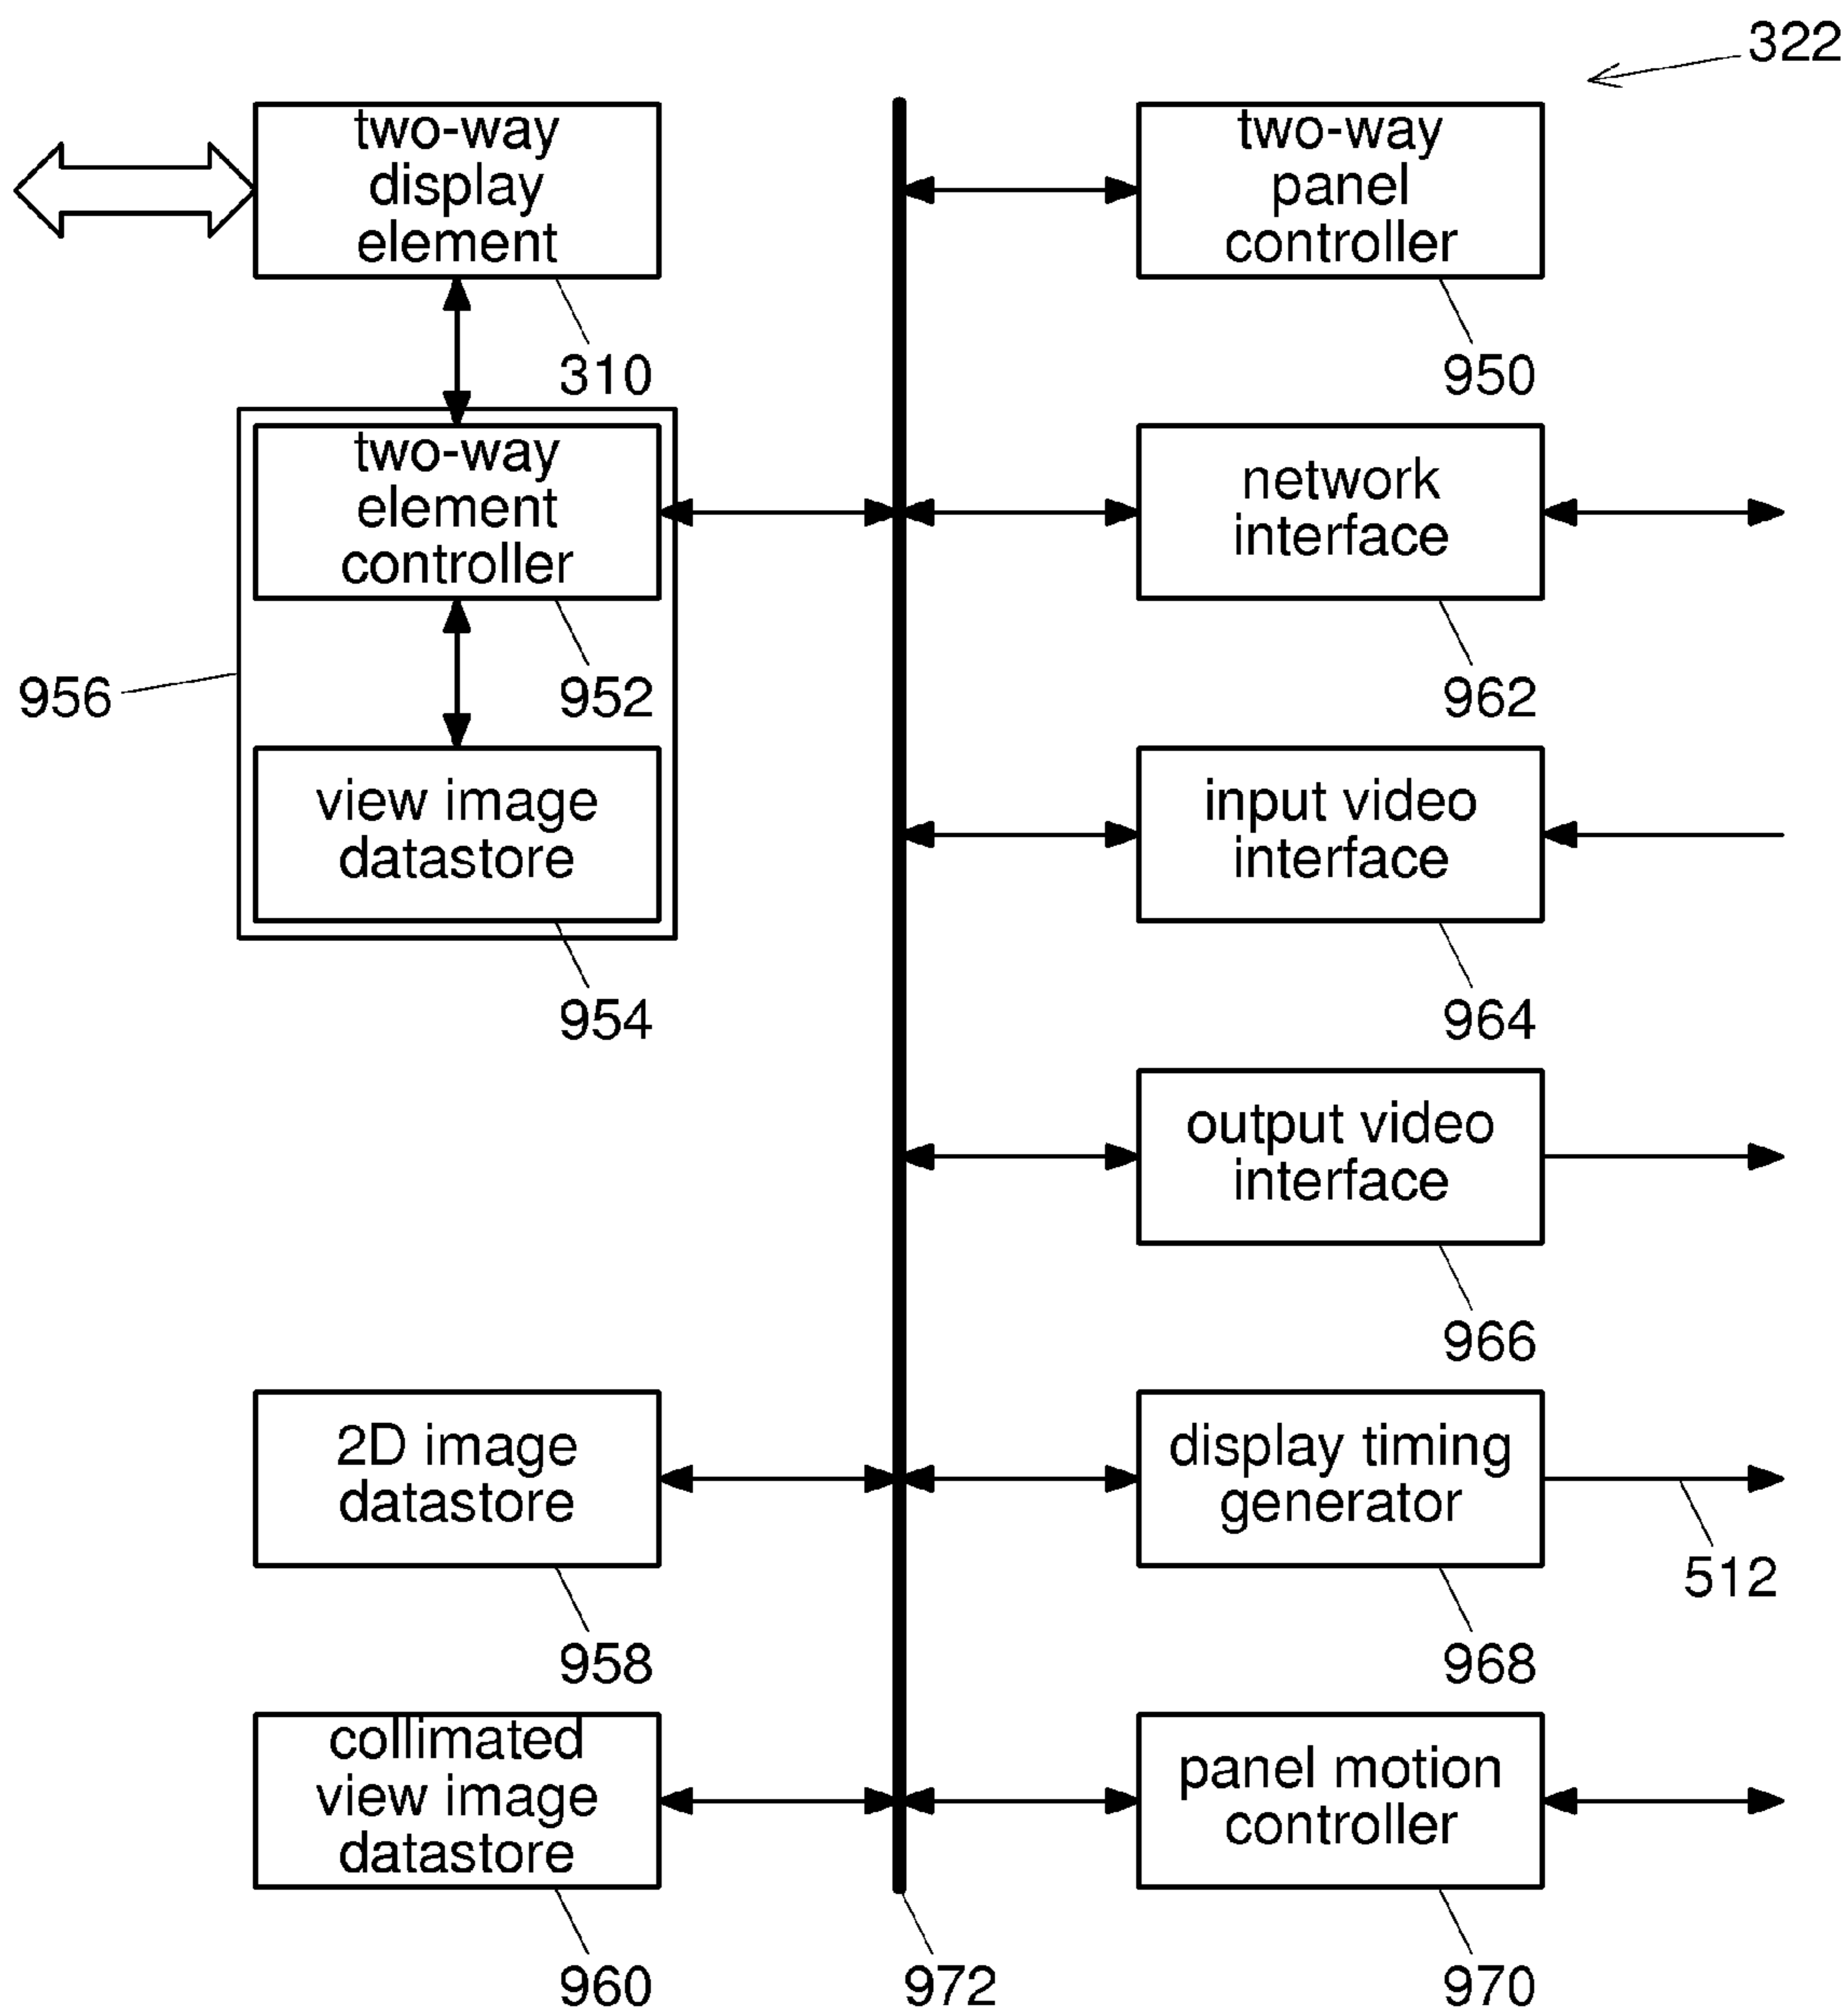 322
two-way
display
element
310
two-way
panel
controller
950
two-way
element
controller
952
956
network
interface
962
view image
datastore
954
input video
interface
964
output video
interface
966
2D image
datastore
958
display timing
generator
968
512
collimated
view image
datastore
960
972
panel motion
controller
970